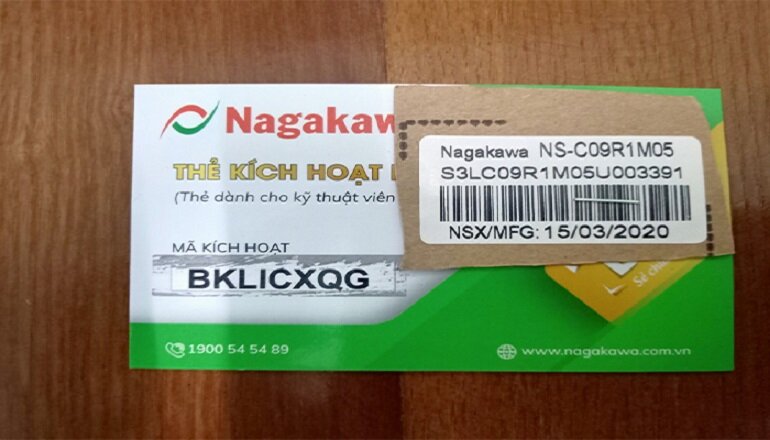 Nagakawa
THẺ KÍCH HOẠT
(Thẻ dành cho kỹ thuật viên
MÃ KÍCH HOẠT
BKLICXQG
1900 54 54 89
Nagakawa NS-C09R1M05
S3LC09R1M05U003391
NSX/MFG: 15/03/2020
www.nagakawa.com.vn